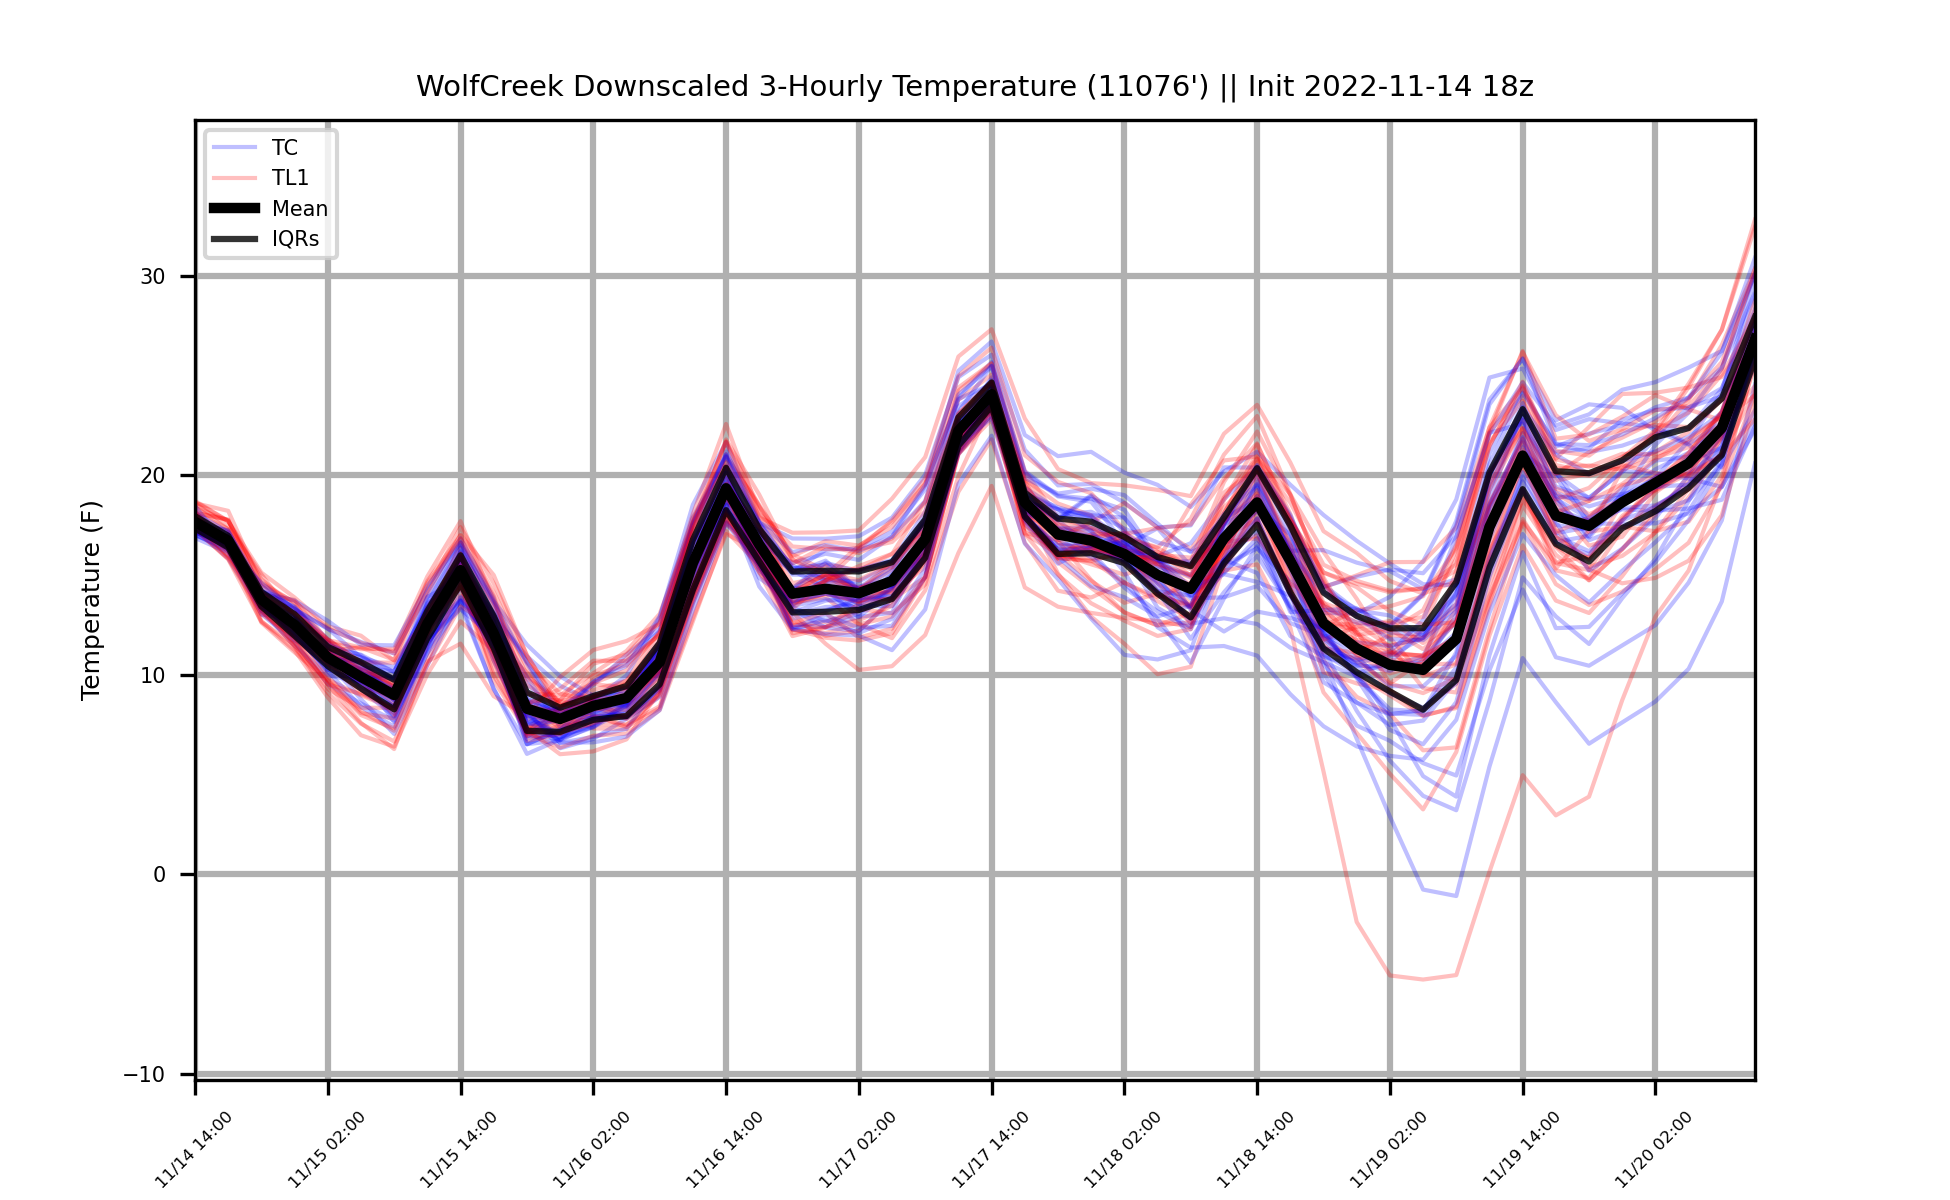 WolfCreek Downscaled 3-Hourly Temperature (11076') || Init 2022-11-14 18z
TC
TL1
Mean
IQRs
Temperature (F)
30
20
10
0
−10
11/14 14:00
11/15 02:00
11/15 14:00
11/16 02:00
11/16 14:00
11/17 02:00
11/17 14:00
11/18 02:00
11/18 14:00
11/19 02:00
11/19 14:00
11/20 02:00